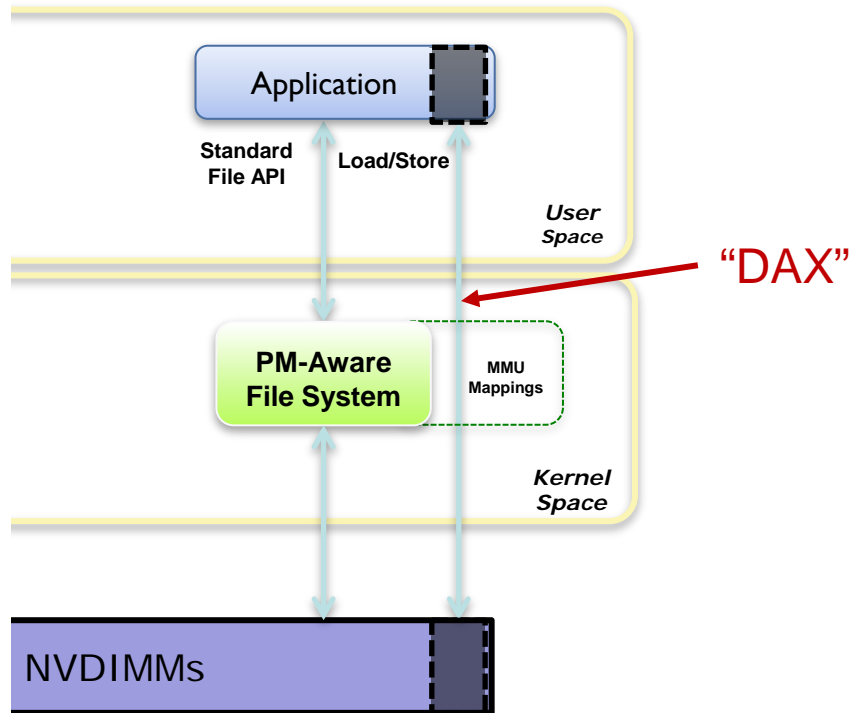 Application
Standard
File API
Load/Store
User
Space
“DAX”
PM-Aware
File System
MMU
Mappings
Kernel
Space
NVDIMMs